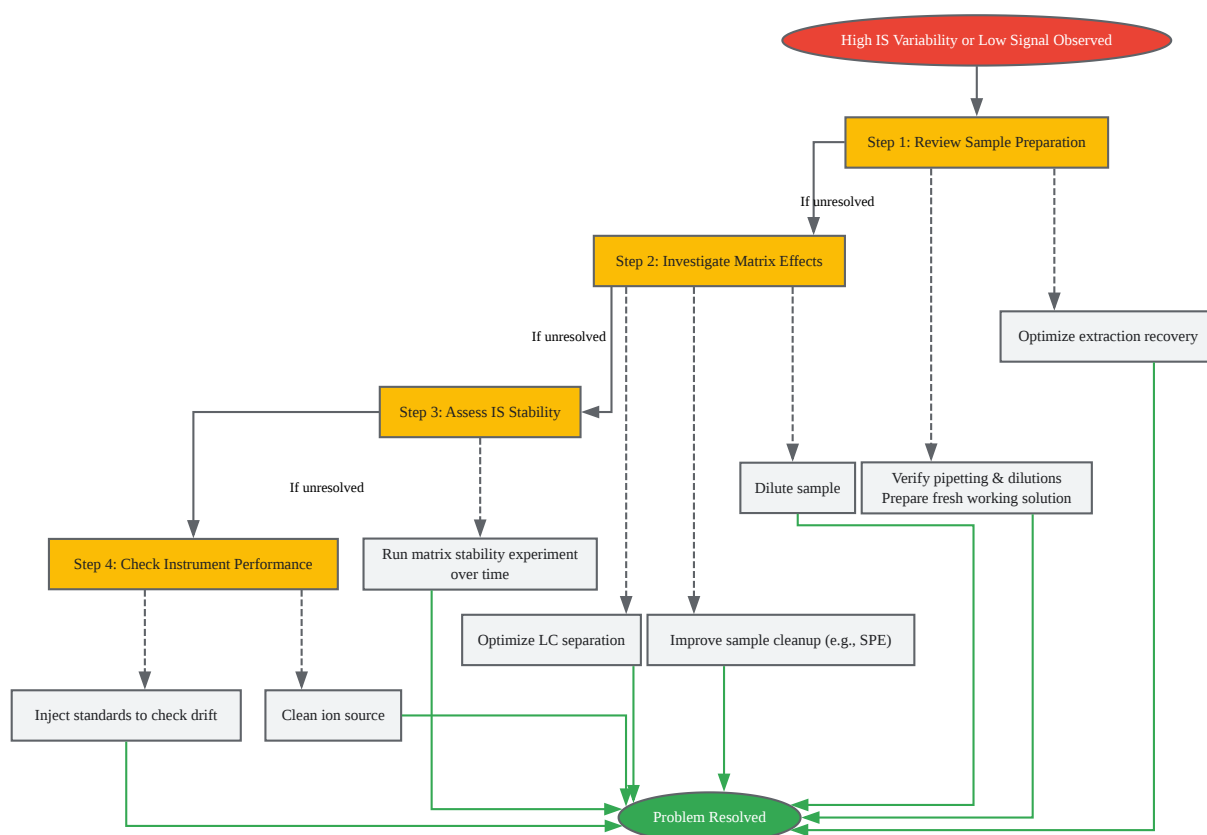 High IS Variability or Low Signal Observed
Step 1: Review Sample Preparation
If unresolved
Step 2: Investigate Matrix Effects
If unresolved
Optimize extraction recovery
Step 3: Assess IS Stability
If unresolved
Dilute sample
Verify pipetting & dilutions
Prepare fresh working solution
Step 4: Check Instrument Performance
Run matrix stability experiment
over time
Optimize LC separation
Improve sample cleanup (e.g., SPE)
Inject standards to check drift
Clean ion source
Problem Resolved